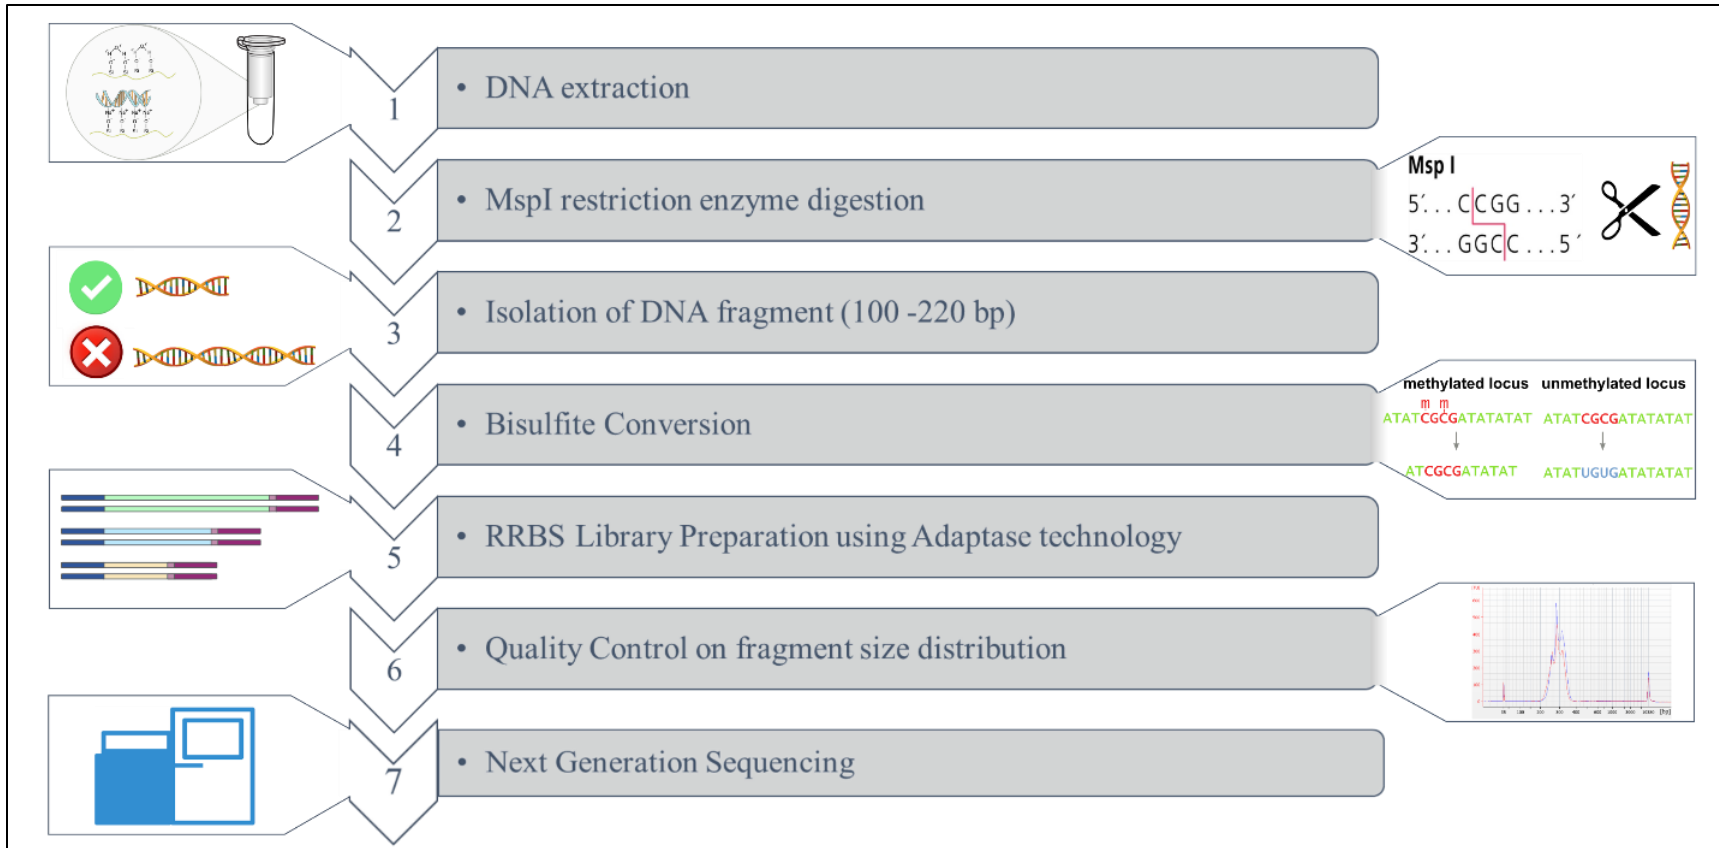 1
• DNA extraction
2
• MspI restriction enzyme digestion
Msp I
5′...CCGG...3′
3′...GGCC...5′
3
• Isolation of DNA fragment (100 -220 bp)
4
• Bisulfite Conversion
methylated locus unmethylated locus
m m
ATATCGCGATATATAT ATATCGCGATATATAT
ATCGCGATATAT ATATUGUGATATATAT
5
• RRBS Library Preparation using Adaptase technology
6
• Quality Control on fragment size distribution
7
• Next Generation Sequencing